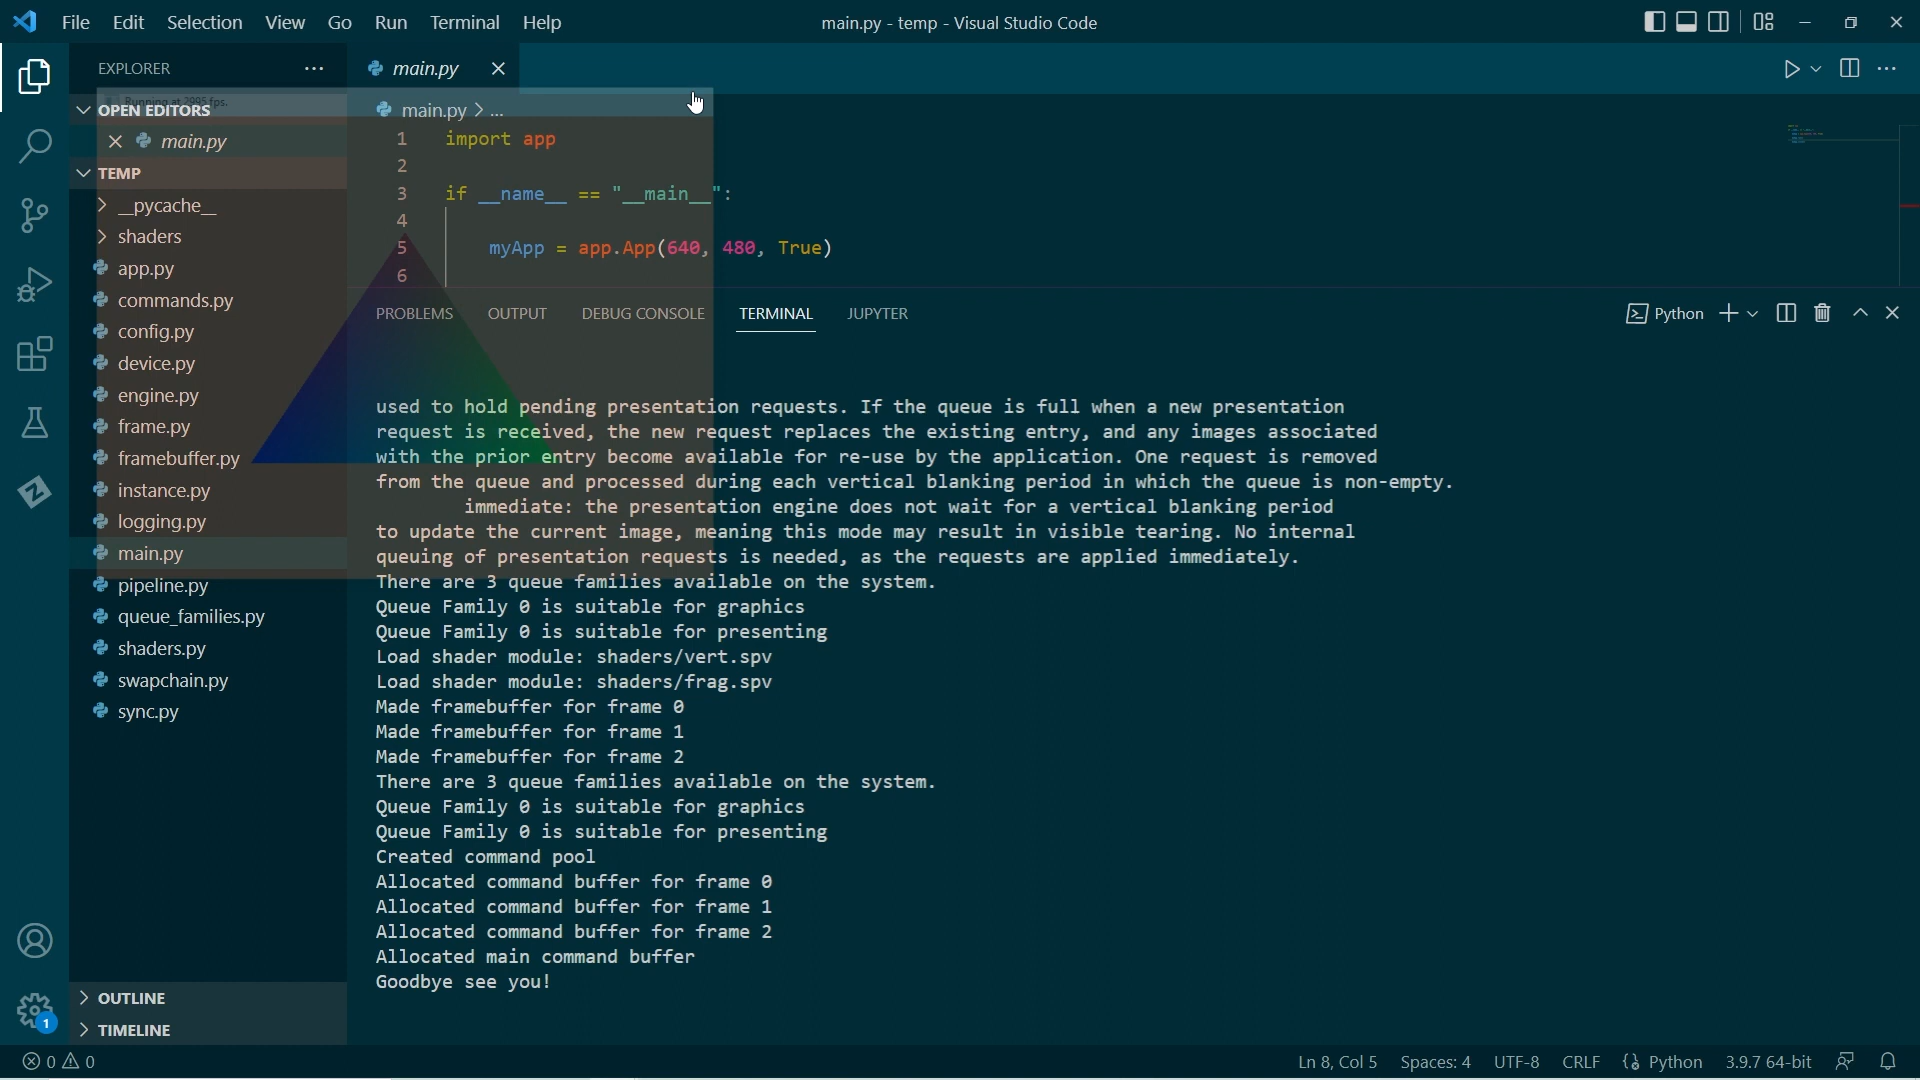 File Edit Selection View Go Run Terminal Help
main.py - temp - Visual Studio Code
EXPLORER
main.py
Running at 2995 fps.
OPEN EDITORS
main.py
TEMP
__pycache__
shaders
app.py
commands.py
config.py
device.py
engine.py
frame.py
framebuffer.py
instance.py
logging.py
main.py
pipeline.py
queue_families.py
shaders.py
swapchain.py
sync.py
OUTLINE
TIMELINE
main.py > ...
1 import app
2
3 if __name__ == "__main__":
4
5 myApp = app.App(640, 480, True)
6
PROBLEMS OUTPUT DEBUG CONSOLE TERMINAL JUPYTER
Python
used to hold pending presentation requests. If the queue is full when a new presentation
request is received, the new request replaces the existing entry, and any images associated
with the prior entry become available for re-use by the application. One request is removed
from the queue and processed during each vertical blanking period in which the queue is non-empty.
immediate: the presentation engine does not wait for a vertical blanking period
to update the current image, meaning this mode may result in visible tearing. No internal
queuing of presentation requests is needed, as the requests are applied immediately.
There are 3 queue families available on the system.
Queue Family 0 is suitable for graphics
Queue Family 0 is suitable for presenting
Load shader module: shaders/vert.spv
Load shader module: shaders/frag.spv
Made framebuffer for frame 0
Made framebuffer for frame 1
Made framebuffer for frame 2
There are 3 queue families available on the system.
Queue Family 0 is suitable for graphics
Queue Family 0 is suitable for presenting
Created command pool
Allocated command buffer for frame 0
Allocated command buffer for frame 1
Allocated command buffer for frame 2
Allocated main command buffer
Goodbye see you!
1
0 0
Ln 8, Col 5 Spaces: 4 UTF-8 CRLF {} Python 3.9.7 64-bit